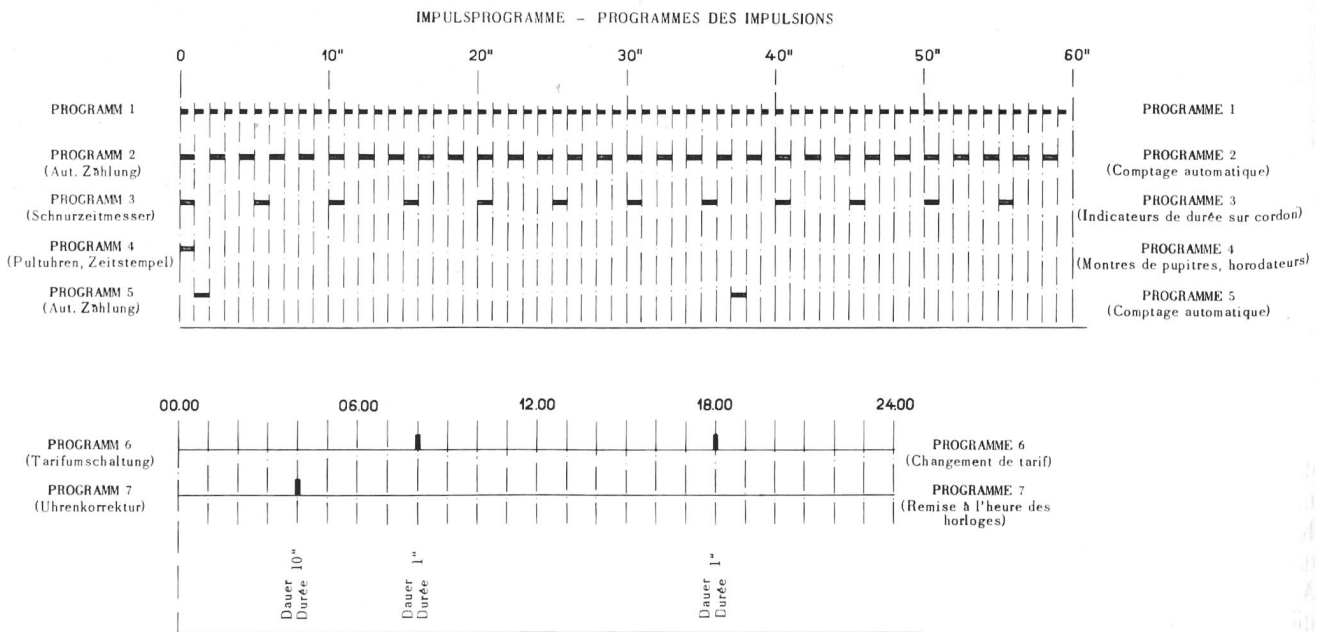 IMPULSPROGRAMME – PROGRAMMES DES IMPULSIONS
0 10" 20" 30" 40" 50" 60"
PROGRAMM 1 PROGRAMME 1
PROGRAMM 2 PROGRAMME 2
(Aut. Zählung) (Comptage automatique)
PROGRAMM 3 PROGRAMME 3
(Schnurzeitmesser) (Indicateurs de durée sur cordon)
PROGRAMM 4 PROGRAMME 4
(Pultuhren, Zeitstempel) (Montres de pupitres, horodateurs)
PROGRAMM 5 PROGRAMME 5
(Aut. Zählung) (Comptage automatique)
00.00 06.00 12.00 18.00 24.00
PROGRAMM 6 PROGRAMME 6
(Tarifumschaltung) (Changement de tarif)
PROGRAMM 7 PROGRAMME 7
(Uhrenkorrektur) (Remise à l'heure des
horloges)
Dauer 10"
Durée
Dauer 1"
Durée
Dauer 1"
Durée